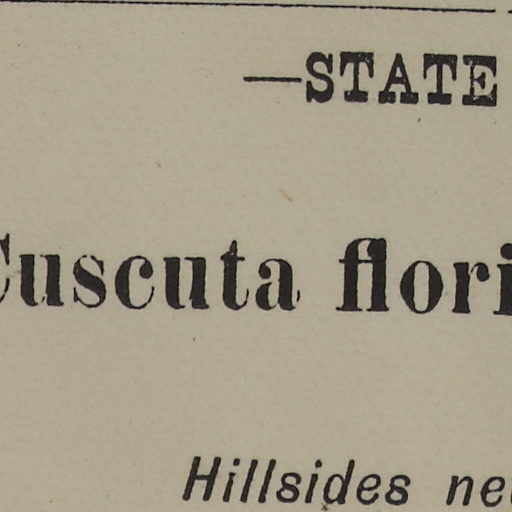 —STATE
Cuscuta flori
Hillsides ne